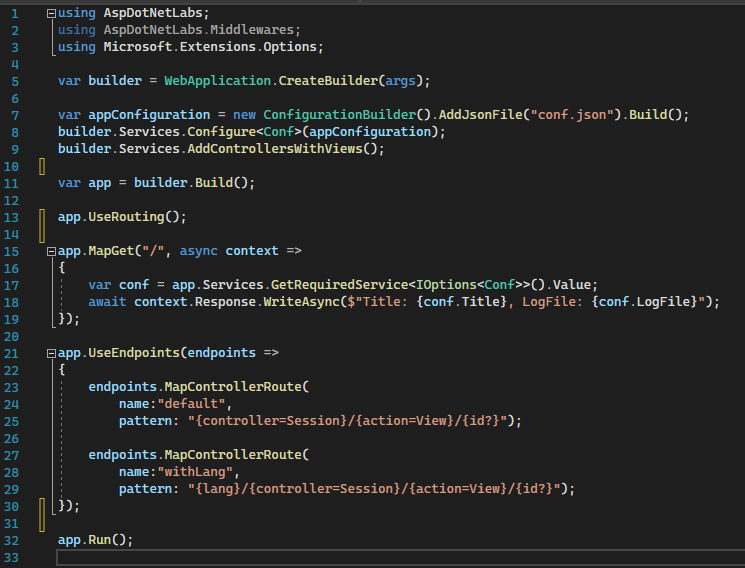 1 using AspDotNetLabs;
2 using AspDotNetLabs.Middlewares;
3 using Microsoft.Extensions.Options;
4
5 var builder = WebApplication.CreateBuilder(args);
6
7 var appConfiguration = new ConfigurationBuilder().AddJsonFile("conf.json").Build();
8 builder.Services.Configure<Conf>(appConfiguration);
9 builder.Services.AddControllersWithViews();
10
11 var app = builder.Build();
12
13 app.UseRouting();
14
15 app.MapGet("/", async context =>
16 {
17     var conf = app.Services.GetRequiredService<IOptions<Conf>>().Value;
18     await context.Response.WriteAsync($"Title: {conf.Title}, LogFile: {conf.LogFile}");
19 });
20
21 app.UseEndpoints(endpoints =>
22 {
23     endpoints.MapControllerRoute(
24         name:"default",
25         pattern: "{controller=Session}/{action=View}/{id?}");
26
27     endpoints.MapControllerRoute(
28         name:"withLang",
29         pattern: "{lang}/{controller=Session}/{action=View}/{id?}");
30 });
31
32 app.Run();
33